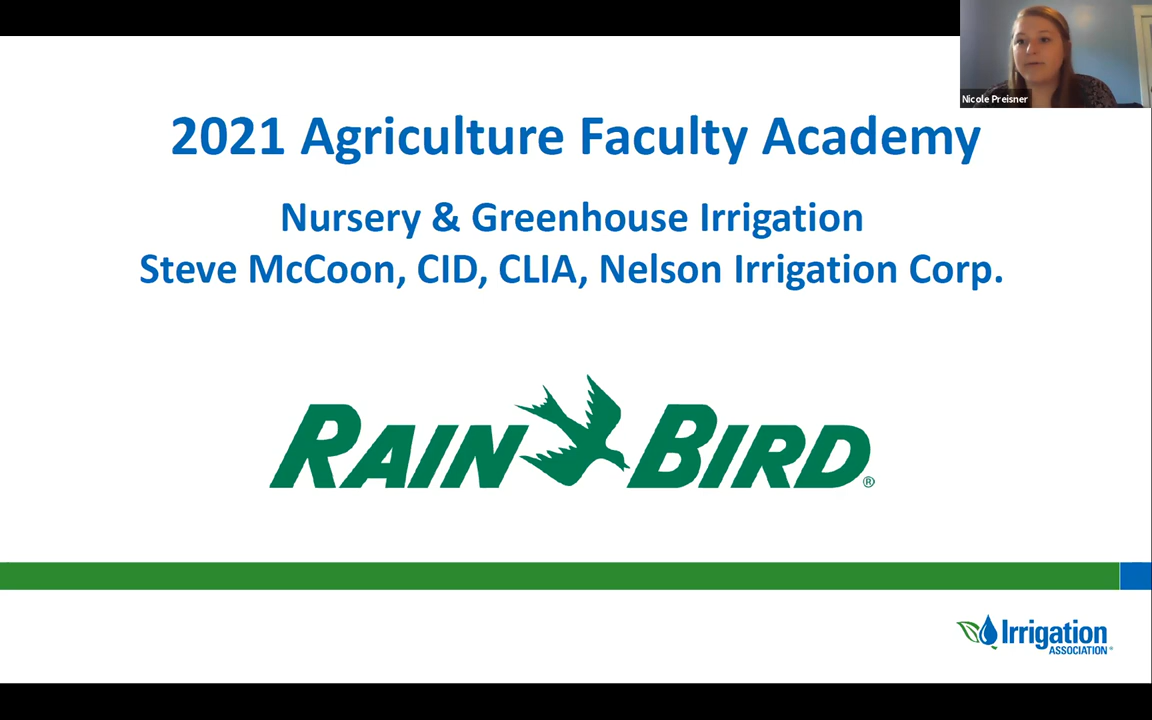 Nicole Preisner
2021 Agriculture Faculty Academy
Nursery & Greenhouse Irrigation
Steve McCoon, CID, CLIA, Nelson Irrigation Corp.
RAIN BIRD®
Irrigation
ASSOCIATION®